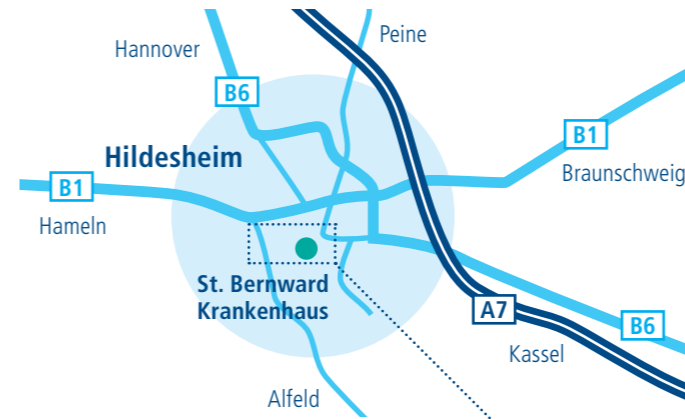 Peine
Hannover
B6
B1
Hildesheim
Braunschweig
B1
Hameln
St. Bernward
Krankenhaus
A7
B6
Kassel
Alfeld